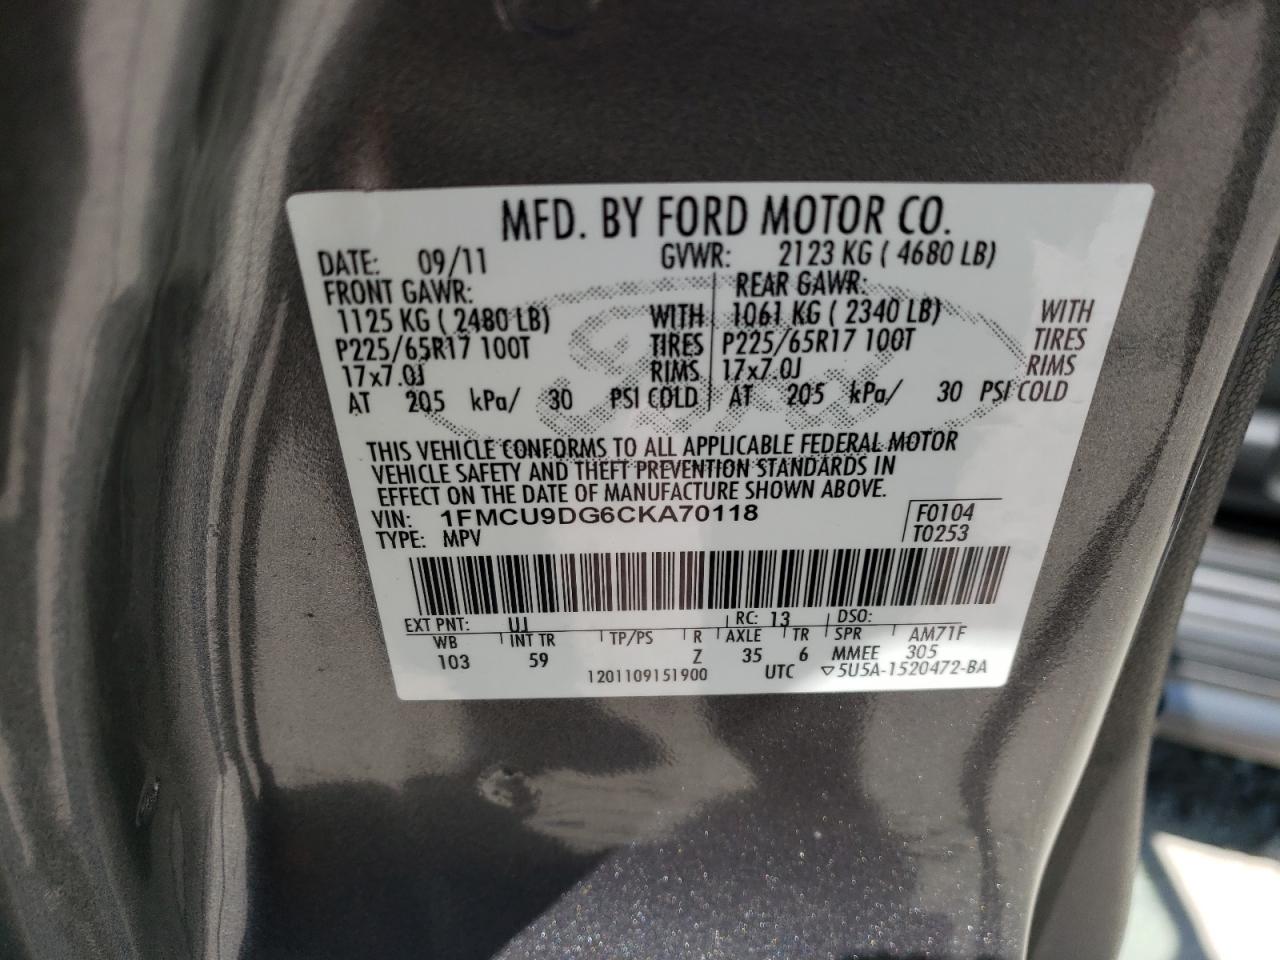 MFD. BY FORD MOTOR CO.
DATE: 09/11 GVWR: 2123 KG ( 4680 LB)
FRONT GAWR: REAR GAWR:
1125 KG ( 2480 LB) WITH 1061 KG ( 2340 LB) WITH
P225/65R17 100T TIRES P225/65R17 100T TIRES
17x7.0J RIMS 17x7.0J RIMS
AT 205 kPa/ 30 PSI COLD AT 205 kPa/ 30 PSI COLD
THIS VEHICLE CONFORMS TO ALL APPLICABLE FEDERAL MOTOR
VEHICLE SAFETY AND THEFT PREVENTION STANDARDS IN
EFFECT ON THE DATE OF MANUFACTURE SHOWN ABOVE.
VIN: 1FMCU9DG6CKA70118 F0104
TYPE: MPV T0253
EXT PNT: UJ RC: 13 DSO:
WB INT TR TP/PS R AXLE TR SPR AM71F
103 59 Z 35 6 MMEE 305
1201109151900 UTC ▽5U5A-1520472-BA